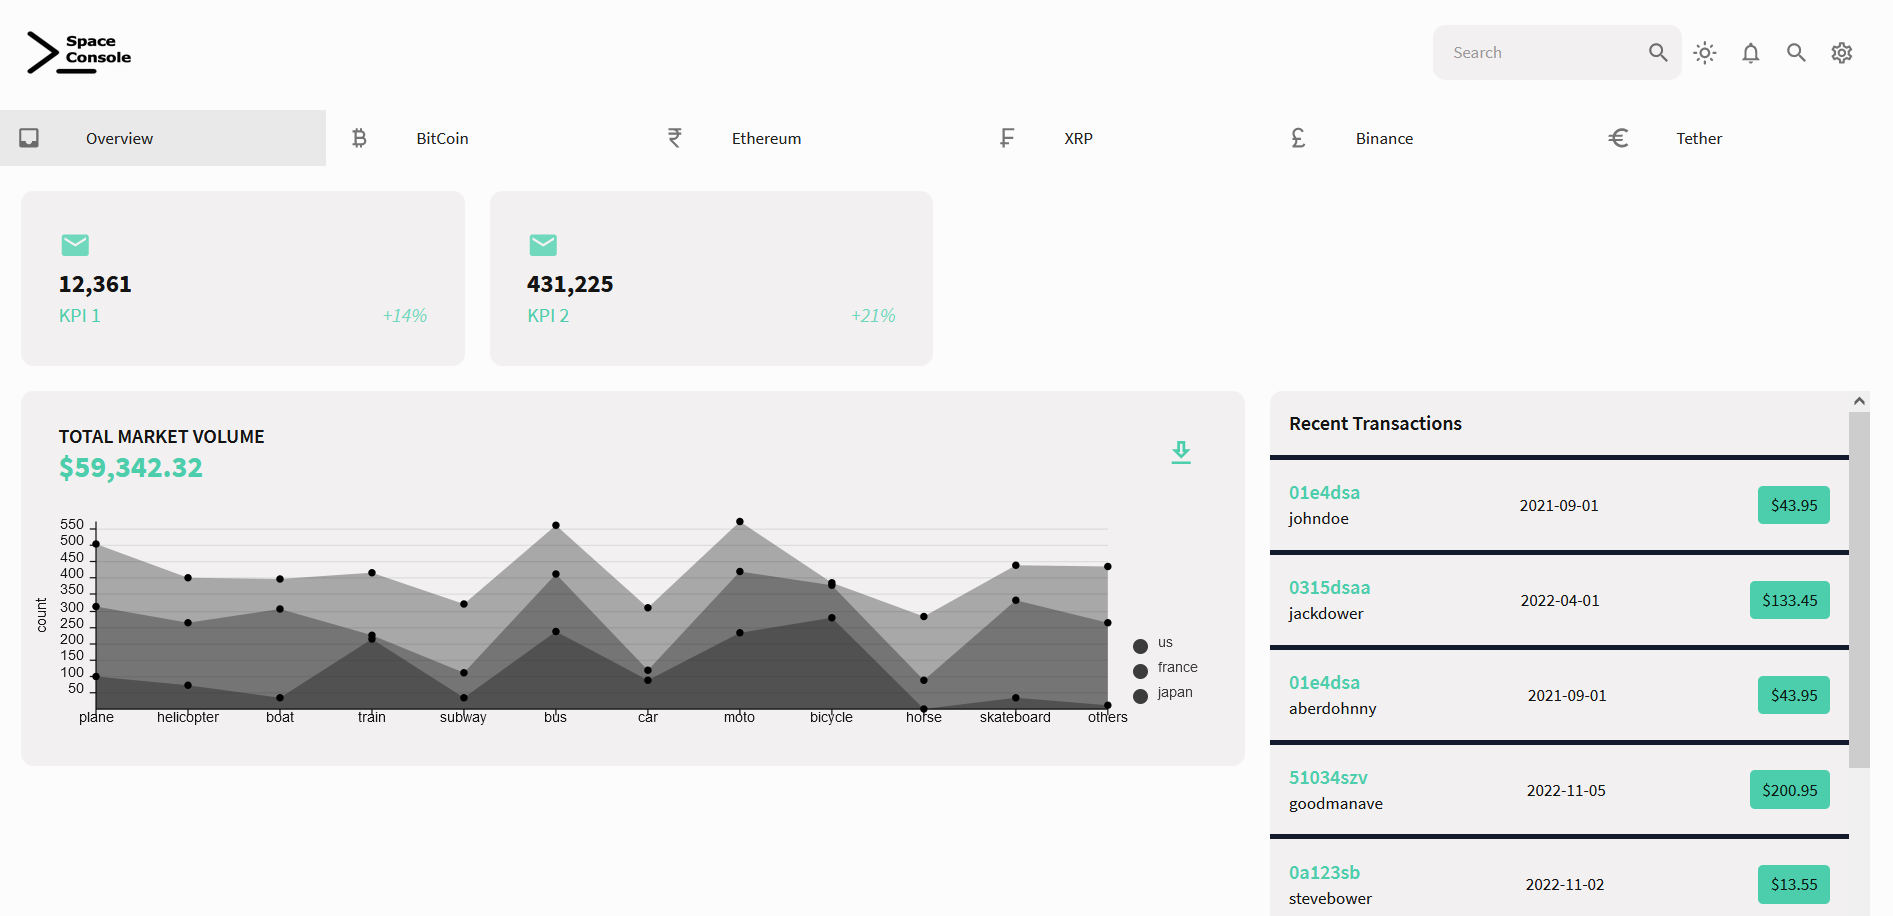 Space
Console
Search
Overview
BitCoin
Ethereum
XRP
Binance
Tether
12,361
KPI 1
+14%
431,225
KPI 2
+21%
TOTAL MARKET VOLUME
$59,342.32
550
500
450
400
350
300
250
200
150
100
50
count
plane
helicopter
boat
train
subway
bus
car
moto
bicycle
horse
skateboard
others
us
france
japan
Recent Transactions
01e4dsa
johndoe
2021-09-01
$43.95
0315dsaa
jackdower
2022-04-01
$133.45
01e4dsa
aberdohnny
2021-09-01
$43.95
51034szv
goodmanave
2022-11-05
$200.95
0a123sb
stevebower
2022-11-02
$13.55